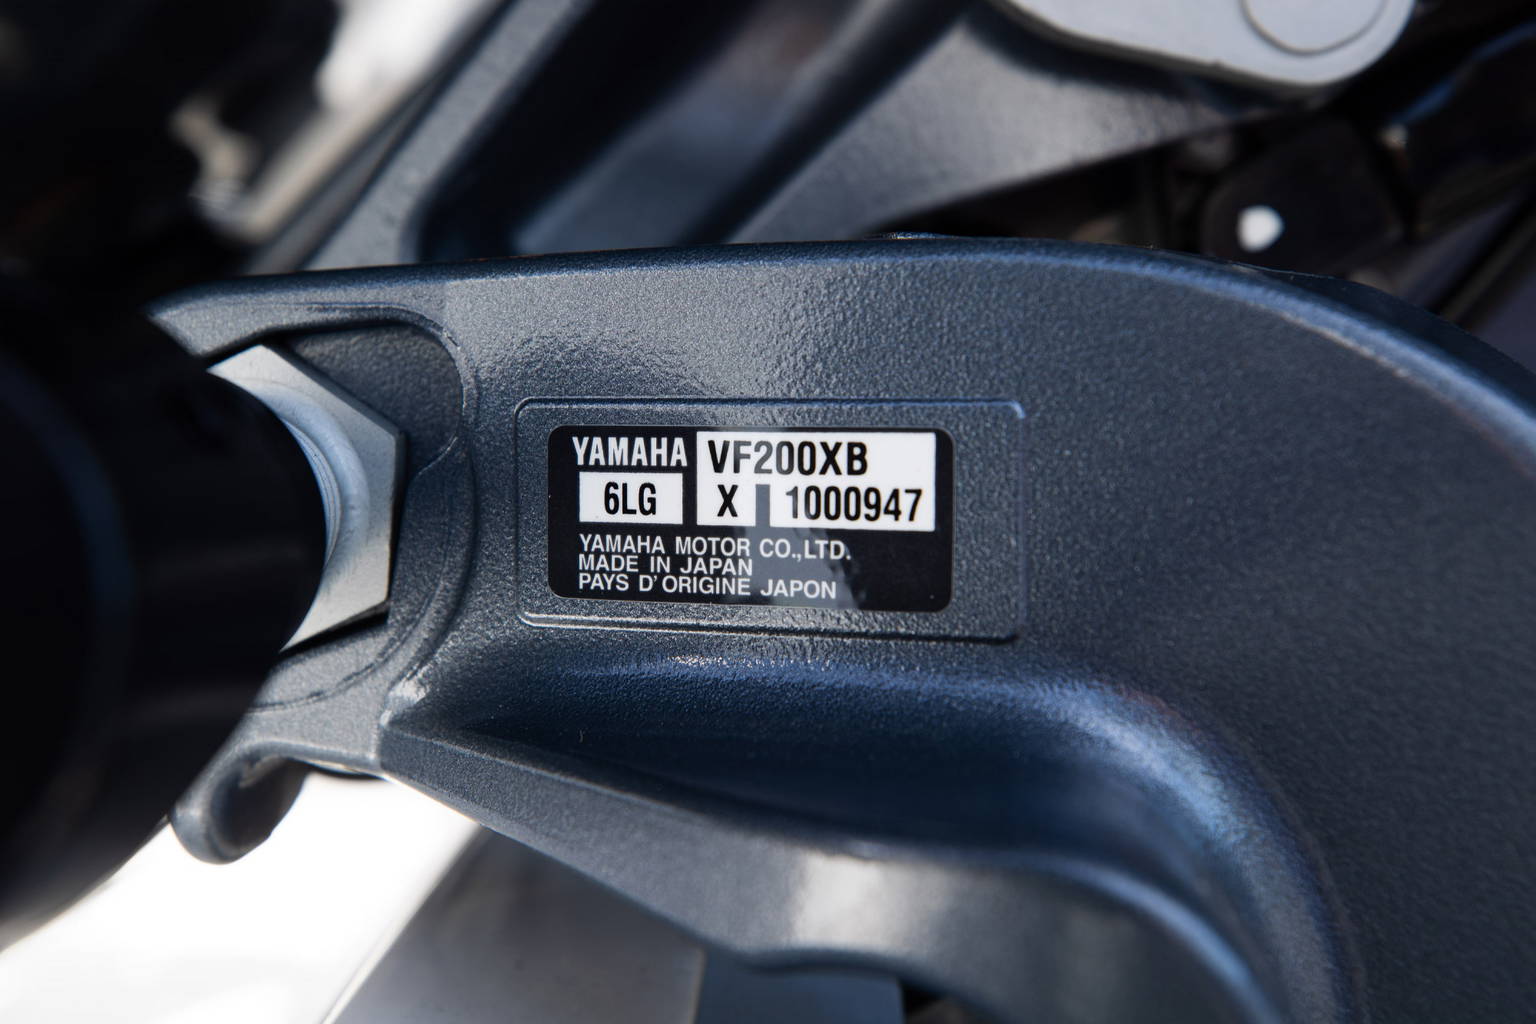 YAMAHA VF200XB
6LG X 1000947
YAMAHA MOTOR CO.,LTD.
MADE IN JAPAN
PAYS D'ORIGINE JAPON